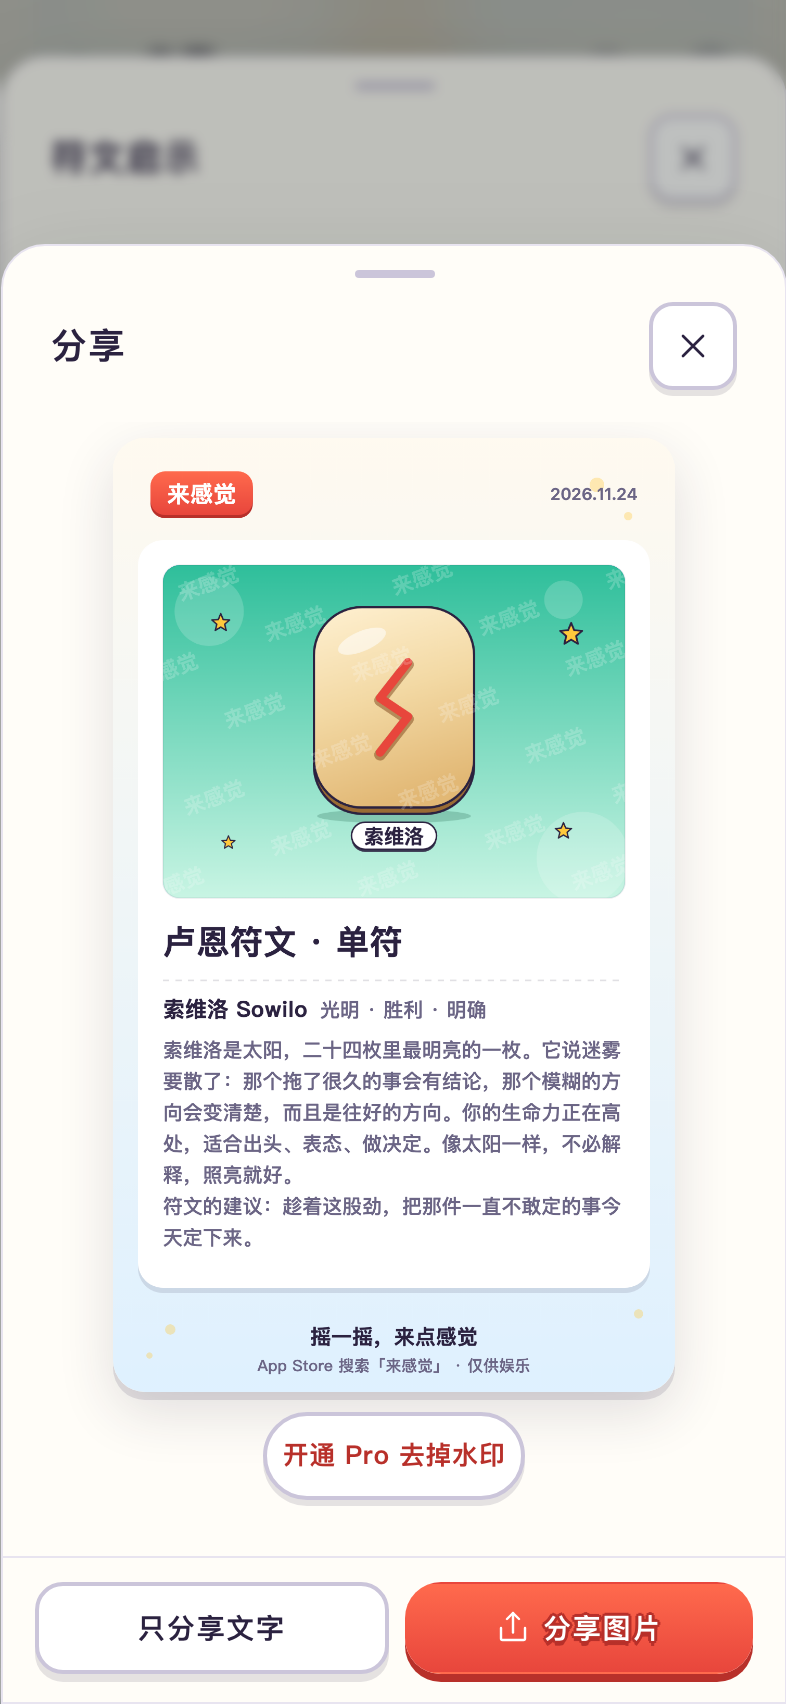 符文启示
分享
来感觉
2026.11.24
来感觉
索维洛
卢恩符文 · 单符
索维洛 Sowilo 光明 · 胜利 · 明确
索维洛是太阳，二十四枚里最明亮的一枚。它说迷雾
要散了：那个拖了很久的事会有结论，那个模糊的方
向会变清楚，而且是往好的方向。你的生命力正在高
处，适合出头、表态、做决定。像太阳一样，不必解
释，照亮就好。
符文的建议：趁着这股劲，把那件一直不敢定的事今
天定下来。
摇一摇，来点感觉
App Store 搜索「来感觉」 · 仅供娱乐
开通 Pro 去掉水印
只分享文字
分享图片